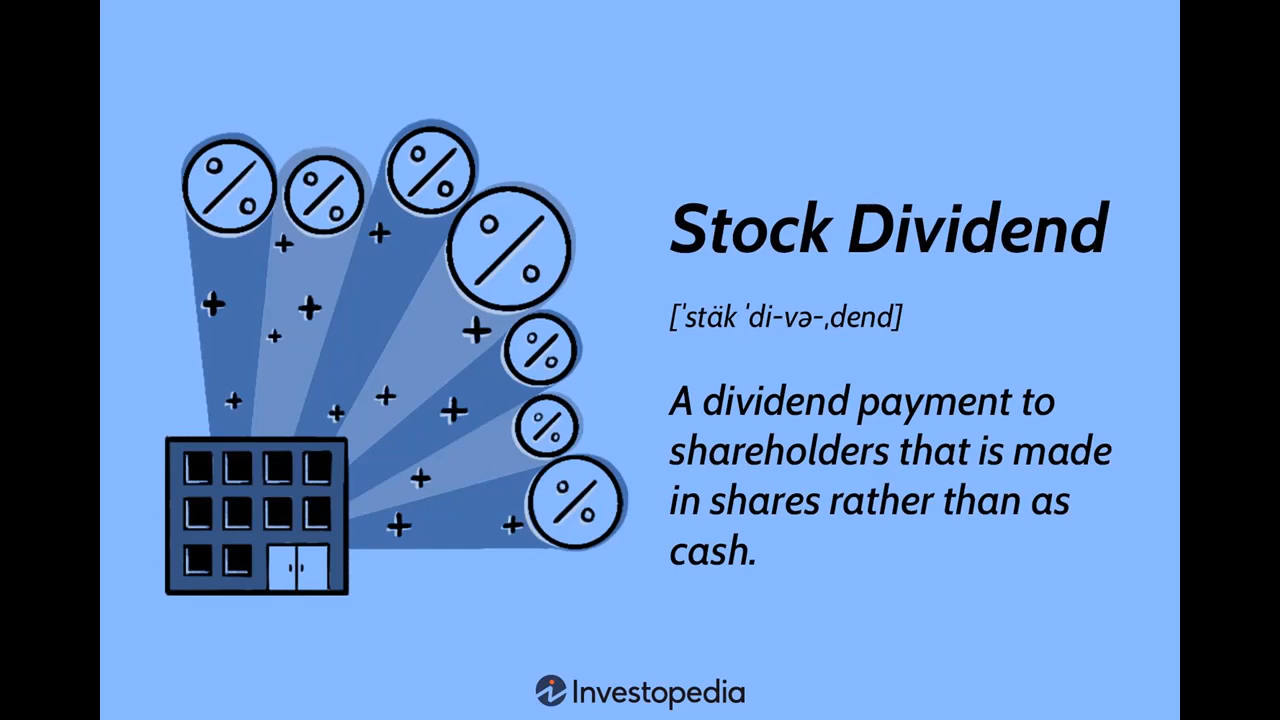 Stock Dividend
[ˈstäk ˈdi-və-ˌdend]
A dividend payment to
shareholders that is made
in shares rather than as
cash.
Investopedia